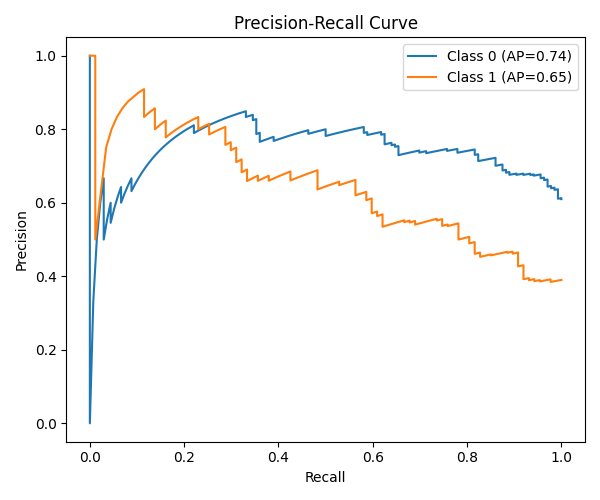 Precision-Recall Curve
Class 0 (AP=0.74)
Class 1 (AP=0.65)
1.0
0.8
0.6
0.4
0.2
0.0
Precision
0.0 0.2 0.4 0.6 0.8 1.0
Recall